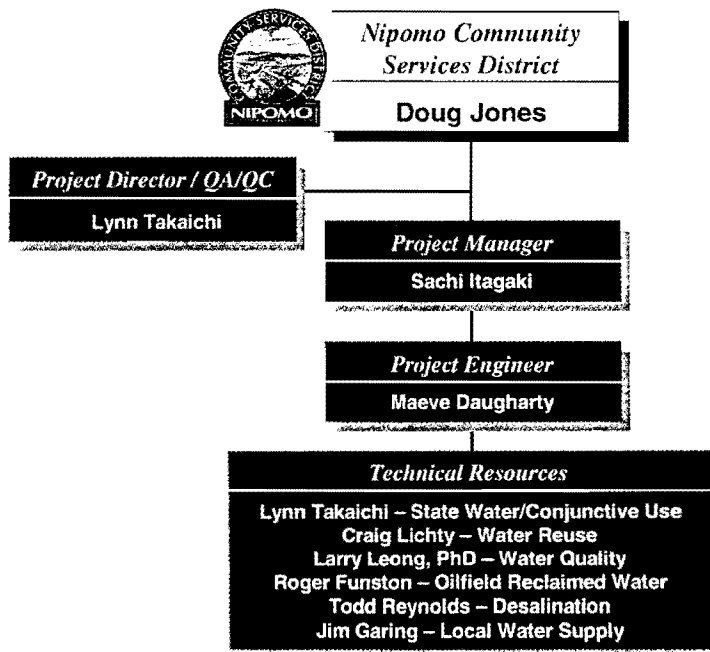 COMMUNITY SERVICES DISTRICT
NIPOMO
Nipomo Community
Services District
Doug Jones
Project Director / QA/QC
Lynn Takaichi
Project Manager
Sachi Itagaki
Project Engineer
Maeve Daugharty
Technical Resources
Lynn Takaichi – State Water/Conjunctive Use
Craig Lichty – Water Reuse
Larry Leong, PhD – Water Quality
Roger Funston – Oilfield Reclaimed Water
Todd Reynolds – Desalination
Jim Garing – Local Water Supply